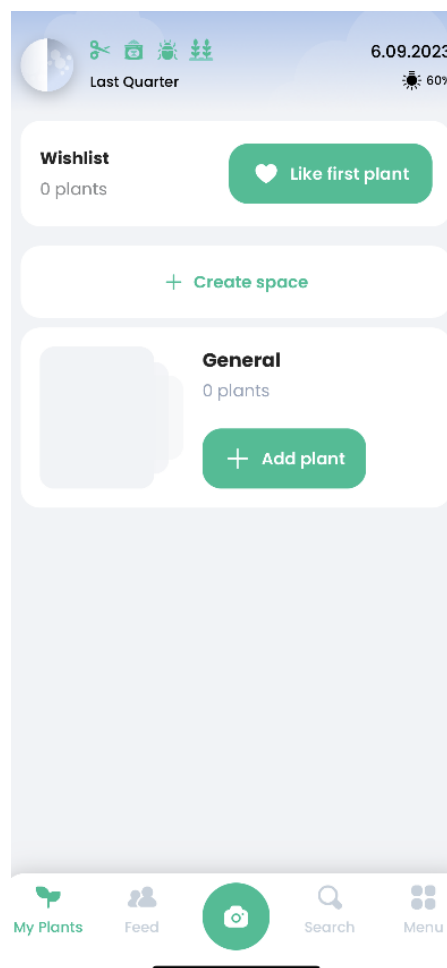 Last Quarter
6.09.2023
60%
Wishlist
0 plants
Like first plant
+ Create space
General
0 plants
+ Add plant
My Plants
Feed
Search
Menu